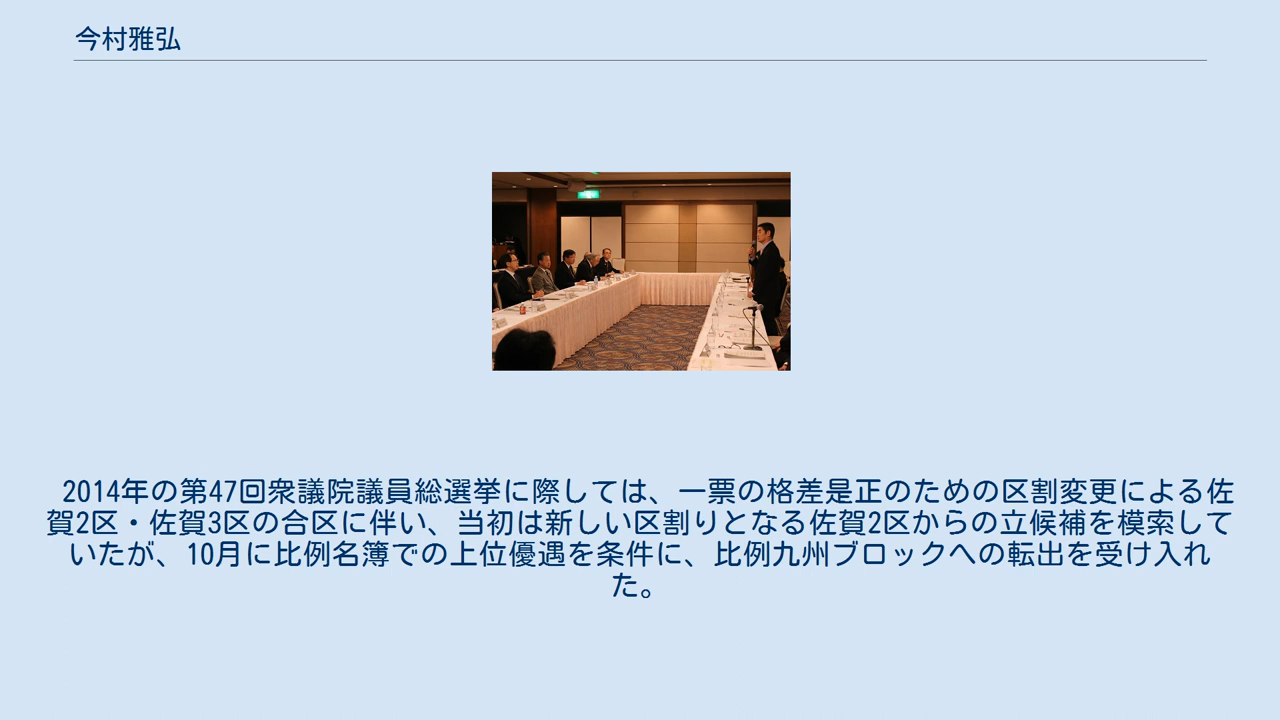 今村雅弘
2014年の第47回衆議院議員総選挙に際しては、一票の格差是正のための区割変更による佐
賀2区・佐賀3区の合区に伴い、当初は新しい区割りとなる佐賀2区からの立候補を模索して
いたが、10月に比例名簿での上位優遇を条件に、比例九州ブロックへの転出を受け入れ
た。